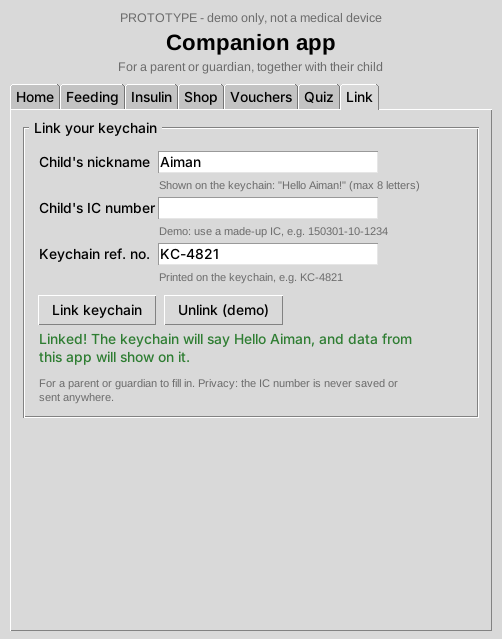 PROTOTYPE - demo only, not a medical device
Companion app
For a parent or guardian, together with their child
Home Feeding Insulin Shop Vouchers Quiz Link
Link your keychain
Child's nickname Aiman
Shown on the keychain: "Hello Aiman!" (max 8 letters)
Child's IC number
Demo: use a made-up IC, e.g. 150301-10-1234
Keychain ref. no. KC-4821
Printed on the keychain, e.g. KC-4821
Link keychain Unlink (demo)
Linked! The keychain will say Hello Aiman, and data from
this app will show on it.
For a parent or guardian to fill in. Privacy: the IC number is never saved or
sent anywhere.